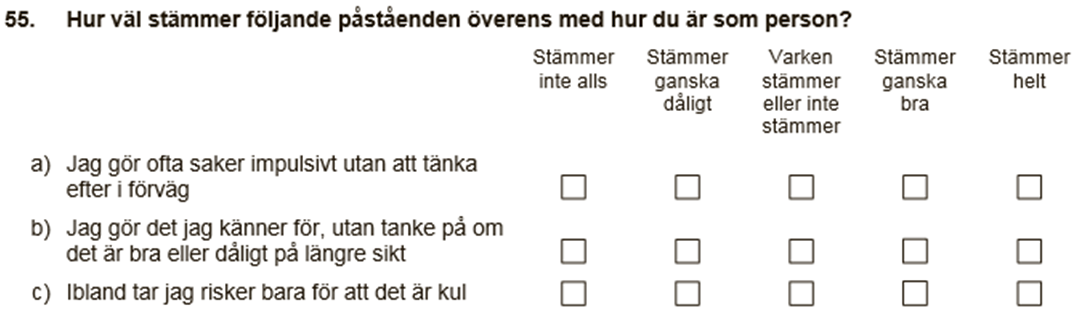 55. Hur väl stämmer följande påståenden överens med hur du är som person?
Stämmer inte alls
Stämmer ganska dåligt
Varken stämmer eller inte stämmer
Stämmer ganska bra
Stämmer helt
a) Jag gör ofta saker impulsivt utan att tänka
efter i förväg
b) Jag gör det jag känner för, utan tanke på om
det är bra eller dåligt på längre sikt
c) Ibland tar jag risker bara för att det är kul